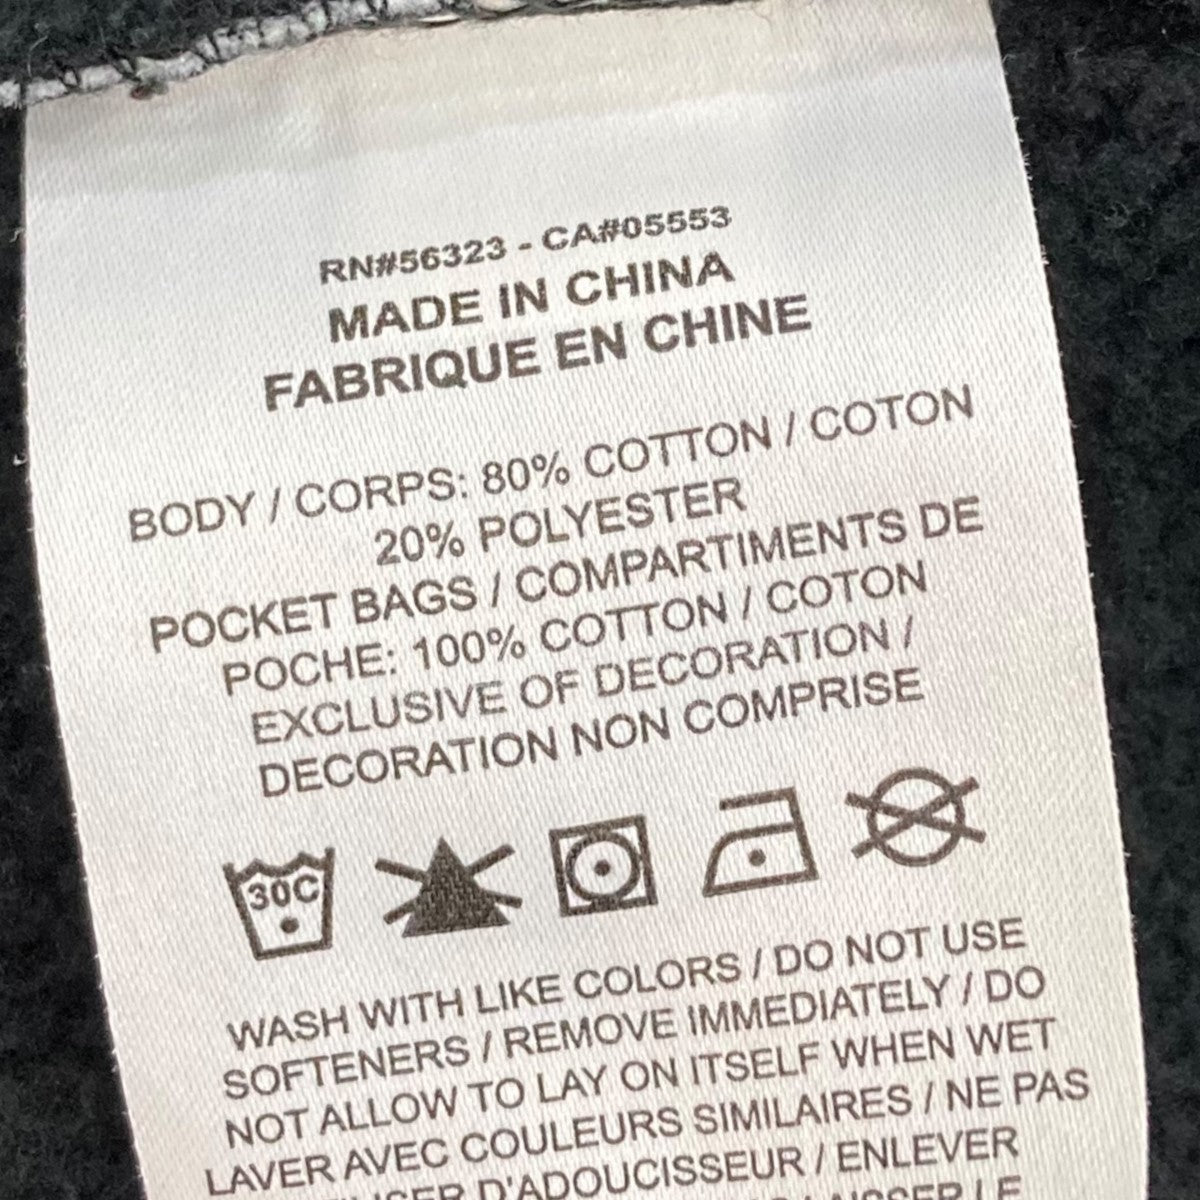 RN#56323 - CA#05553
MADE IN CHINA
FABRIQUE EN CHINE
BODY / CORPS: 80% COTTON / COTON
20% POLYESTER
POCKET BAGS / COMPARTIMENTS DE
POCHE: 100% COTTON / COTON
EXCLUSIVE OF DECORATION /
DECORATION NON COMPRISE
30C
WASH WITH LIKE COLORS / DO NOT USE
SOFTENERS / REMOVE IMMEDIATELY / DO
NOT ALLOW TO LAY ON ITSELF WHEN WET
LAVER AVEC COULEURS SIMILAIRES / NE PAS
D'ADOUCISSEUR / ENLEVER